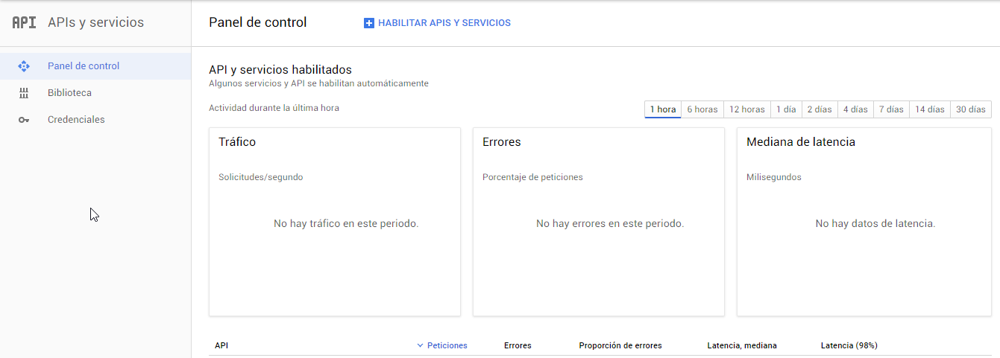 API APIs y servicios
Panel de control
HABILITAR APIS Y SERVICIOS
Panel de control
Biblioteca
Credenciales
API y servicios habilitados
Algunos servicios y API se habilitan automáticamente
Actividad durante la última hora
1 hora 6 horas 12 horas 1 día 2 días 4 días 7 días 14 días 30 días
Tráfico
Solicitudes/segundo
No hay tráfico en este periodo.
Errores
Porcentaje de peticiones
No hay errores en este periodo.
Mediana de latencia
Milisegundos
No hay datos de latencia.
API Peticiones Errores Proporción de errores Latencia, mediana Latencia (98%)